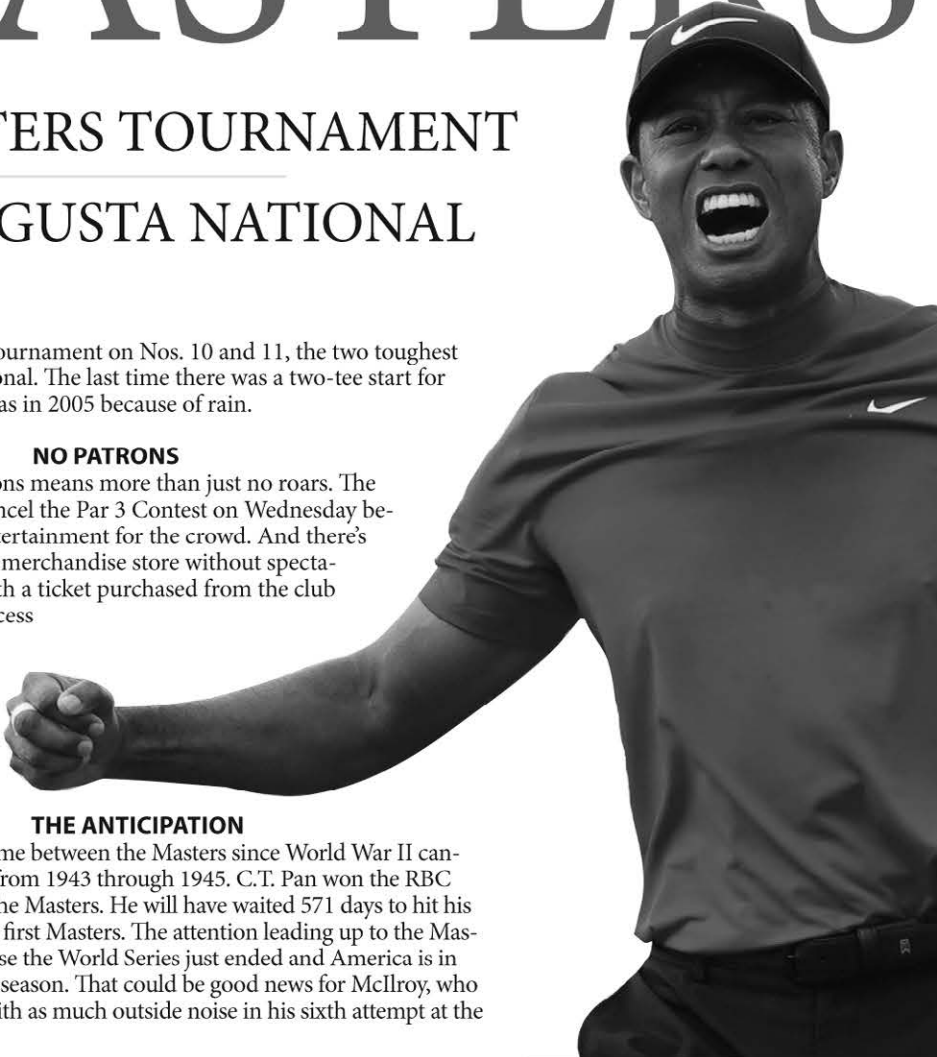 ASTERS
TERS TOURNAMENT
GUSTA NATIONAL
ournament on Nos. 10 and 11, the two toughest
onal. The last time there was a two-tee start for
as in 2005 because of rain.
NO PATRONS
ons means more than just no roars. The
ncel the Par 3 Contest on Wednesday be-
tertainment for the crowd. And there’s
merchandise store without specta-
th a ticket purchased from the club
cess
THE ANTICIPATION
me between the Masters since World War II can-
from 1943 through 1945. C.T. Pan won the RBC
he Masters. He will have waited 571 days to hit his
first Masters. The attention leading up to the Mas-
se the World Series just ended and America is in
season. That could be good news for McIlroy, who
ith as much outside noise in his sixth attempt at the